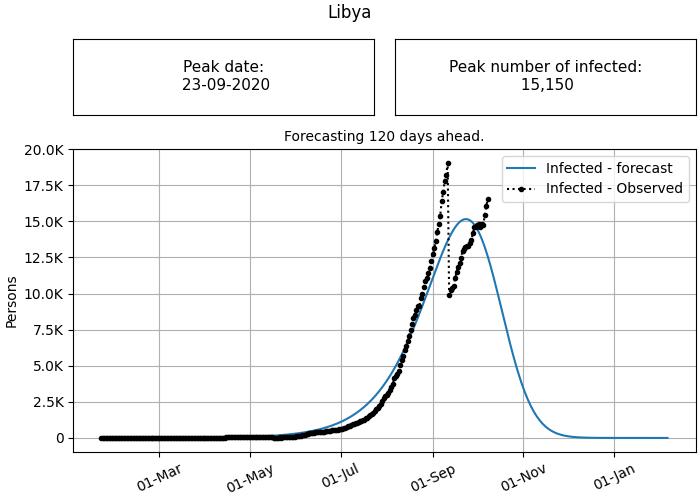 Libya
Peak date:
23-09-2020
Peak number of infected:
15,150
Forecasting 120 days ahead.
Infected - forecast
Infected - Observed
Persons
20.0K
17.5K
15.0K
12.5K
10.0K
7.5K
5.0K
2.5K
0
01-Mar
01-May
01-Jul
01-Sep
01-Nov
01-Jan